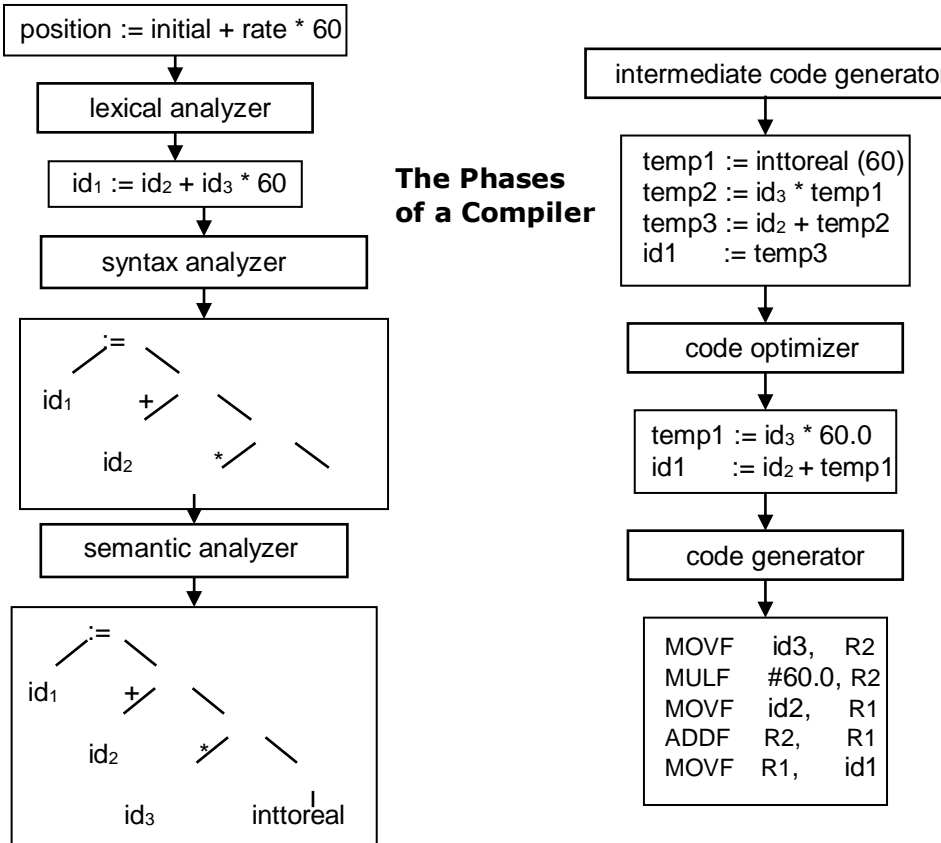 position := initial + rate * 60
lexical analyzer
id₁ := id₂ + id₃ * 60
syntax analyzer
:=
id₁ +
id₂ *
semantic analyzer
:=
id₁ +
id₂ *
id₃ inttoreal
The Phases
of a Compiler
intermediate code generator
temp1 := inttoreal (60)
temp2 := id₃ * temp1
temp3 := id₂ + temp2
id1 := temp3
code optimizer
temp1 := id₃ * 60.0
id1 := id₂ + temp1
code generator
MOVF id3, R2
MULF #60.0, R2
MOVF id2, R1
ADDF R2, R1
MOVF R1, id1